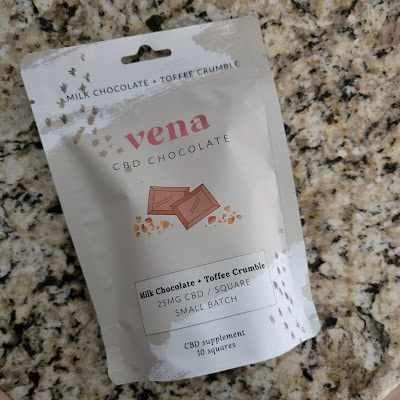 MILK CHOCOLATE + TOFFEE CRUMBLE
vena
CBD CHOCOLATE
Milk Chocolate + Toffee Crumble
25MG CBD / SQUARE
SMALL BATCH
CBD supplement
10 squares